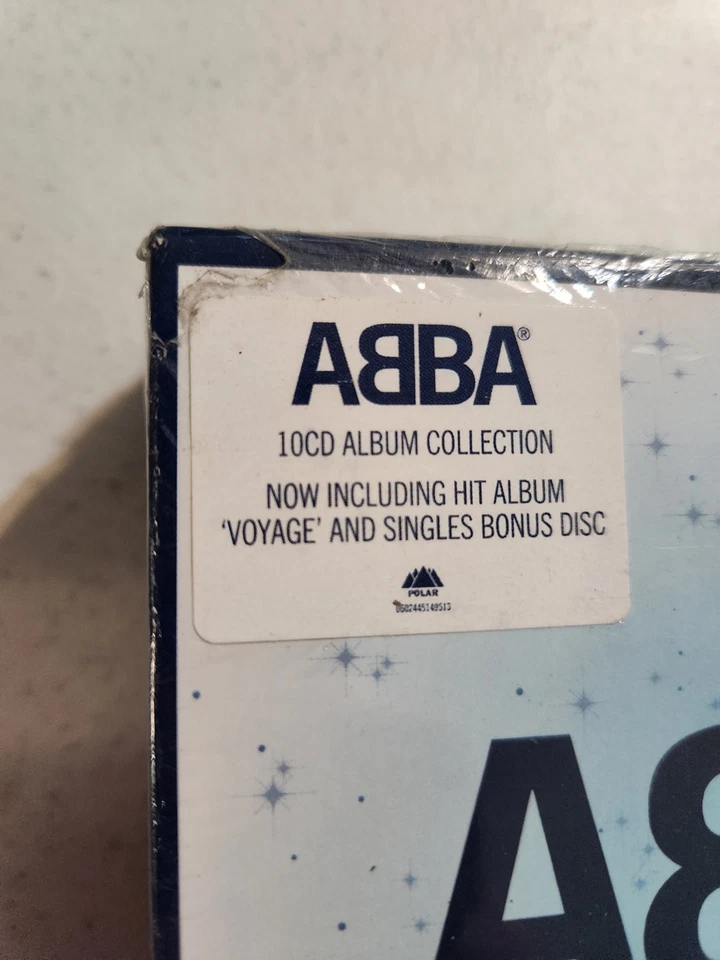 ABBA®
10CD ALBUM COLLECTION
NOW INCLUDING HIT ALBUM
‘VOYAGE’ AND SINGLES BONUS DISC
POLAR